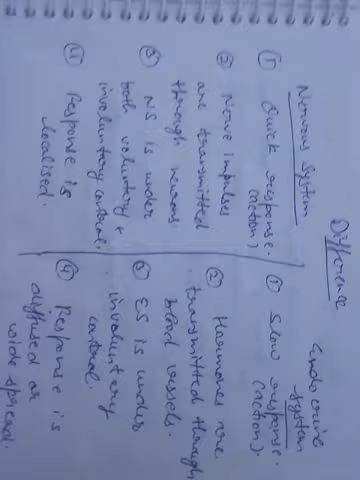 Difference
Nervous System
① Quick response.
(action)
② Nerve impulses
are transmitted
through neurons.
③ NS is under
both voluntary &
involuntary control.
④ Response is
localised.
Endocrine
System
① Slow response.
(action).
② Harmones are
transmitted through
blood vessels.
③ ES is under
involuntary
control.
④ Response is
diffused or
wide spread.